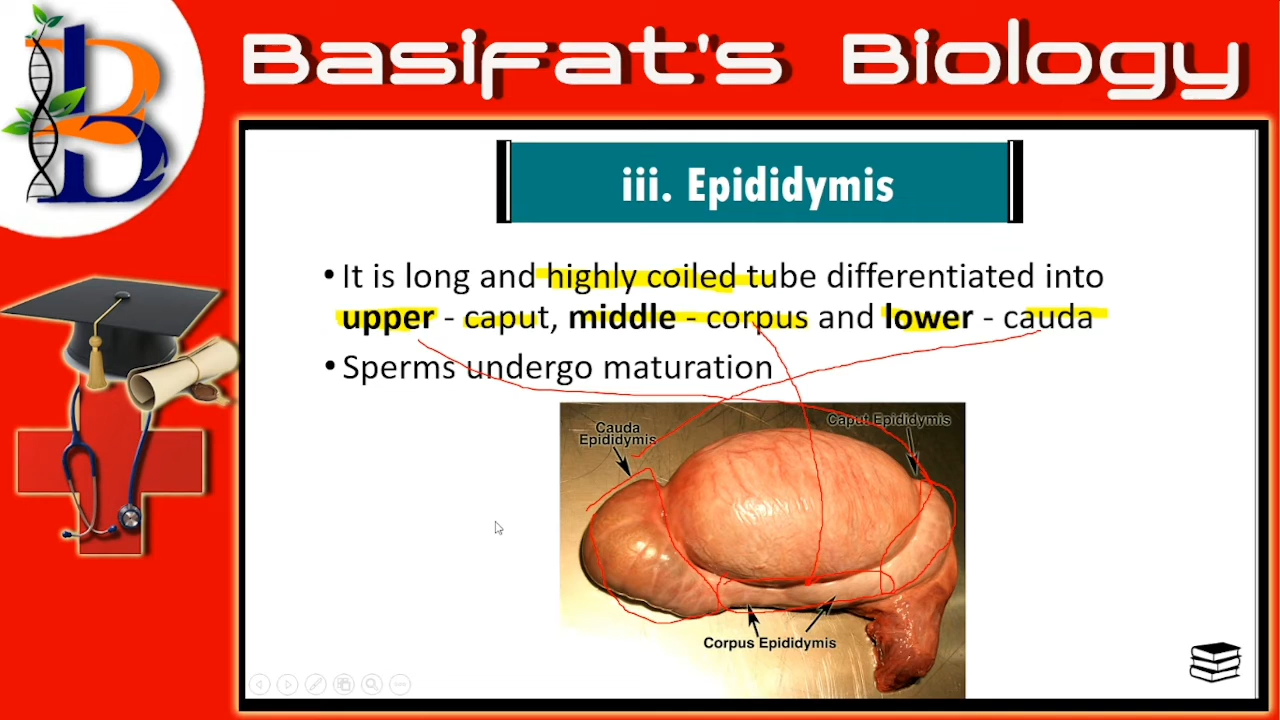 Basifat's Biology
iii. Epididymis
• It is long and highly coiled tube differentiated into
upper - caput, middle - corpus and lower - cauda
• Sperms undergo maturation
Cauda
Epididymis
Caput Epididymis
Corpus Epididymis